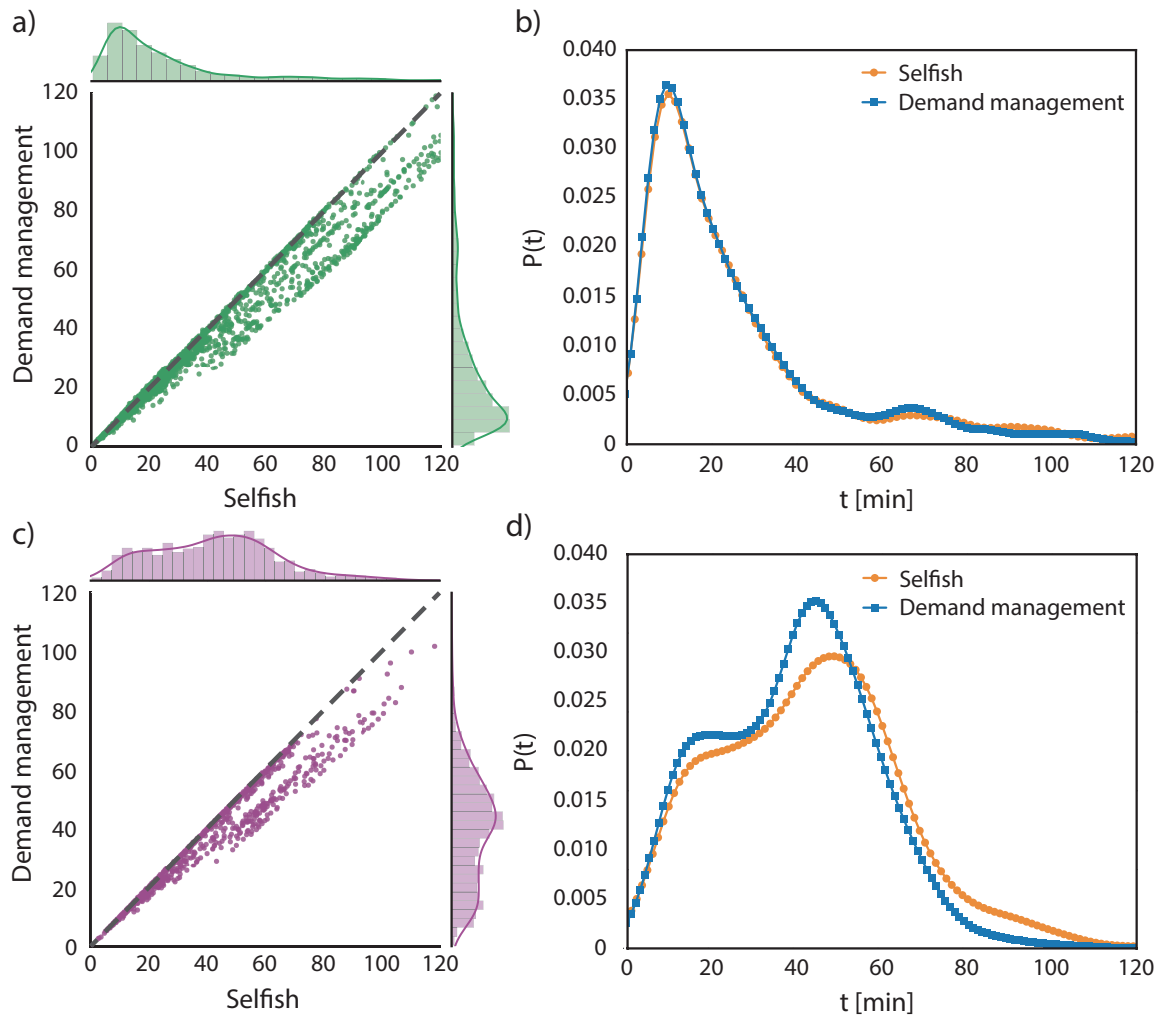 a)
Demand management
120
100
80
60
40
20
0
0 20 40 60 80 100 120
Selfish
b)
P(t)
0.040
0.035
0.030
0.025
0.020
0.015
0.010
0.005
0
Selfish
Demand management
0 20 40 60 80 100 120
t [min]
c)
Demand management
120
100
80
60
40
20
0
0 20 40 60 80 100 120
Selfish
d)
P(t)
0.040
0.035
0.030
0.025
0.020
0.015
0.010
0.005
0
Selfish
Demand management
0 20 40 60 80 100 120
t [min]